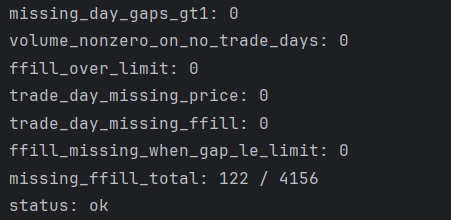 missing_day_gaps_gt1: 0
volume_nonzero_on_no_trade_days: 0
ffill_over_limit: 0
trade_day_missing_price: 0
trade_day_missing_ffill: 0
ffill_missing_when_gap_le_limit: 0
missing_ffill_total: 122 / 4156
status: ok